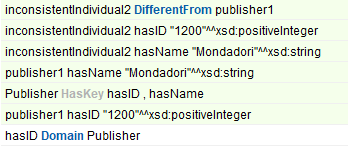 inconsistentIndividual2 DifferentFrom publisher1
inconsistentIndividual2 hasID "1200"^^xsd:positiveInteger
inconsistentIndividual2 hasName "Mondadori"^^xsd:string
publisher1 hasName "Mondadori"^^xsd:string
Publisher HasKey hasID , hasName
publisher1 hasID "1200"^^xsd:positiveInteger
hasID Domain Publisher